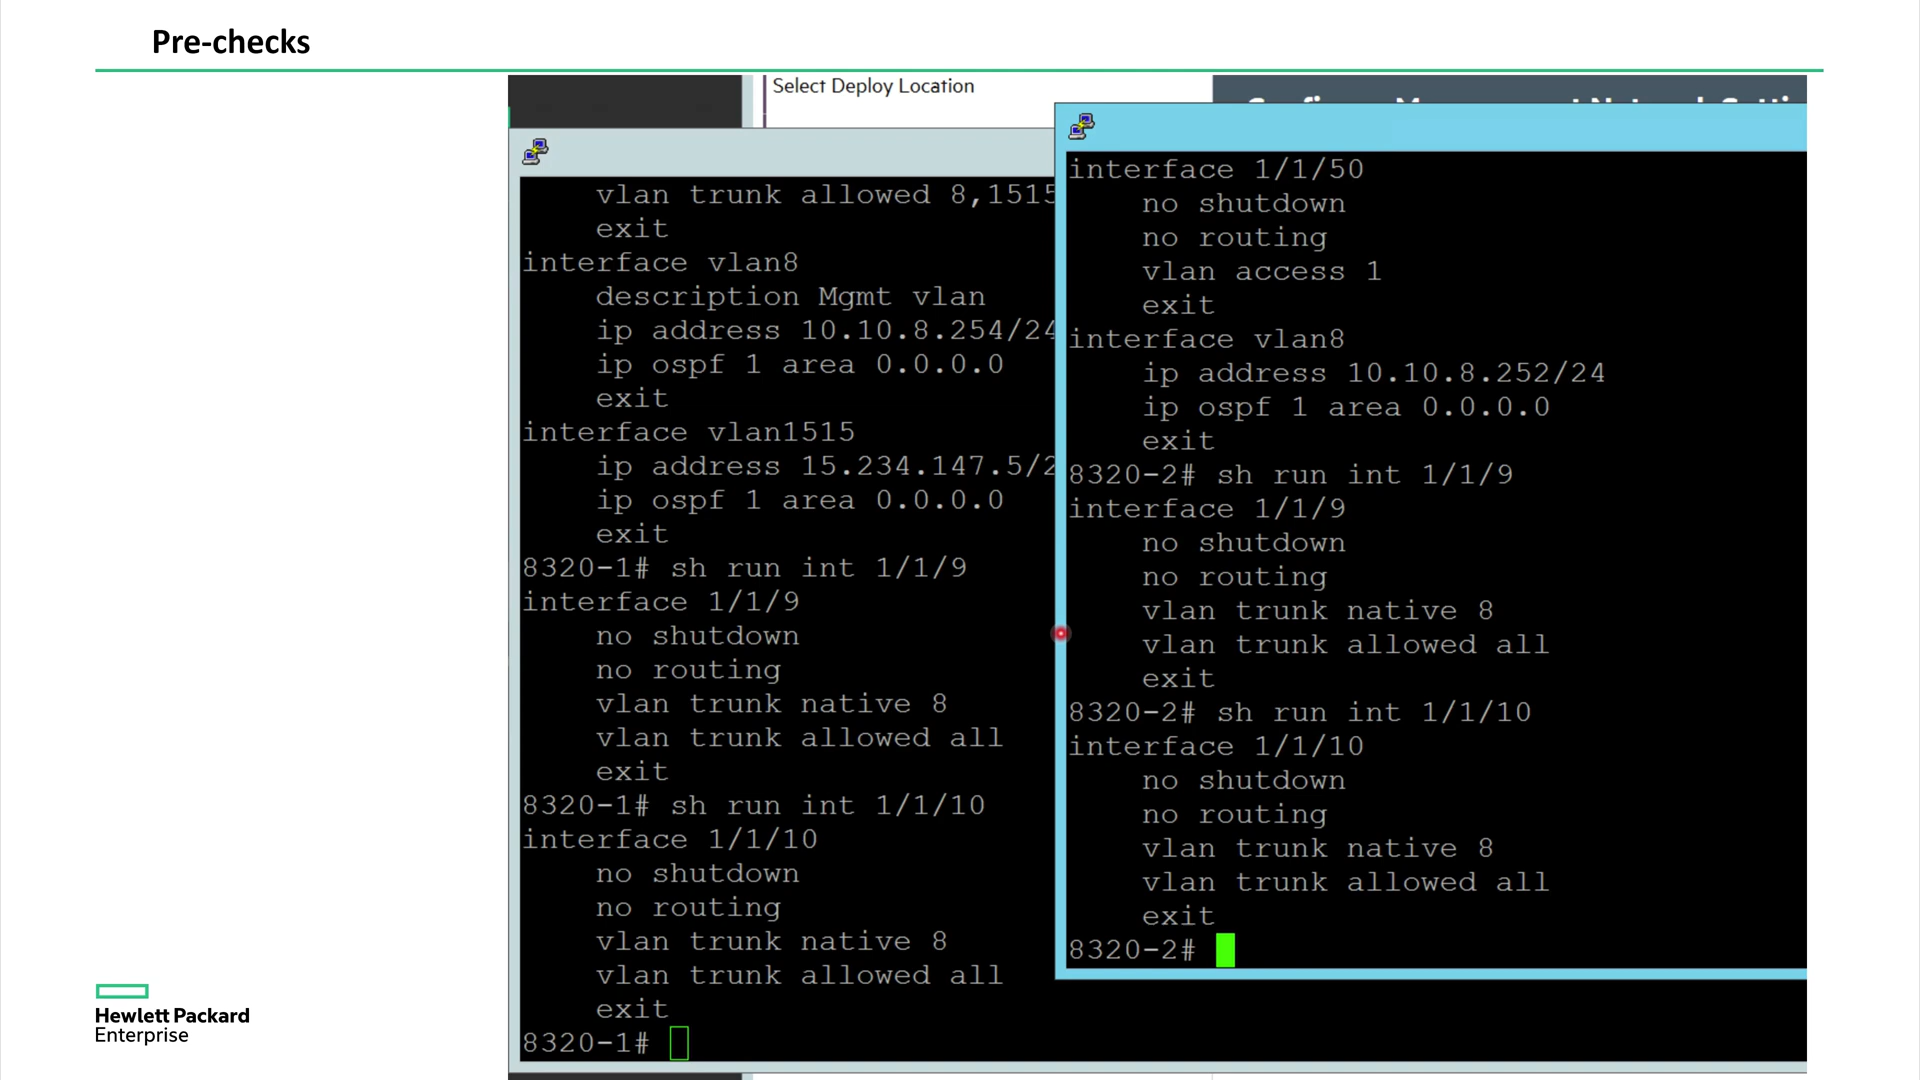 Pre-checks
Select Deploy Location
vlan trunk allowed 8,1515
exit
interface vlan8
description Mgmt vlan
ip address 10.10.8.254/24
ip ospf 1 area 0.0.0.0
exit
interface vlan1515
ip address 15.234.147.5/2
ip ospf 1 area 0.0.0.0
exit
8320-1# sh run int 1/1/9
interface 1/1/9
no shutdown
no routing
vlan trunk native 8
vlan trunk allowed all
exit
8320-1# sh run int 1/1/10
interface 1/1/10
no shutdown
no routing
vlan trunk native 8
vlan trunk allowed all
exit
8320-1#
interface 1/1/50
no shutdown
no routing
vlan access 1
exit
interface vlan8
ip address 10.10.8.252/24
ip ospf 1 area 0.0.0.0
exit
8320-2# sh run int 1/1/9
interface 1/1/9
no shutdown
no routing
vlan trunk native 8
vlan trunk allowed all
exit
8320-2# sh run int 1/1/10
interface 1/1/10
no shutdown
no routing
vlan trunk native 8
vlan trunk allowed all
exit
8320-2#
Hewlett Packard
Enterprise